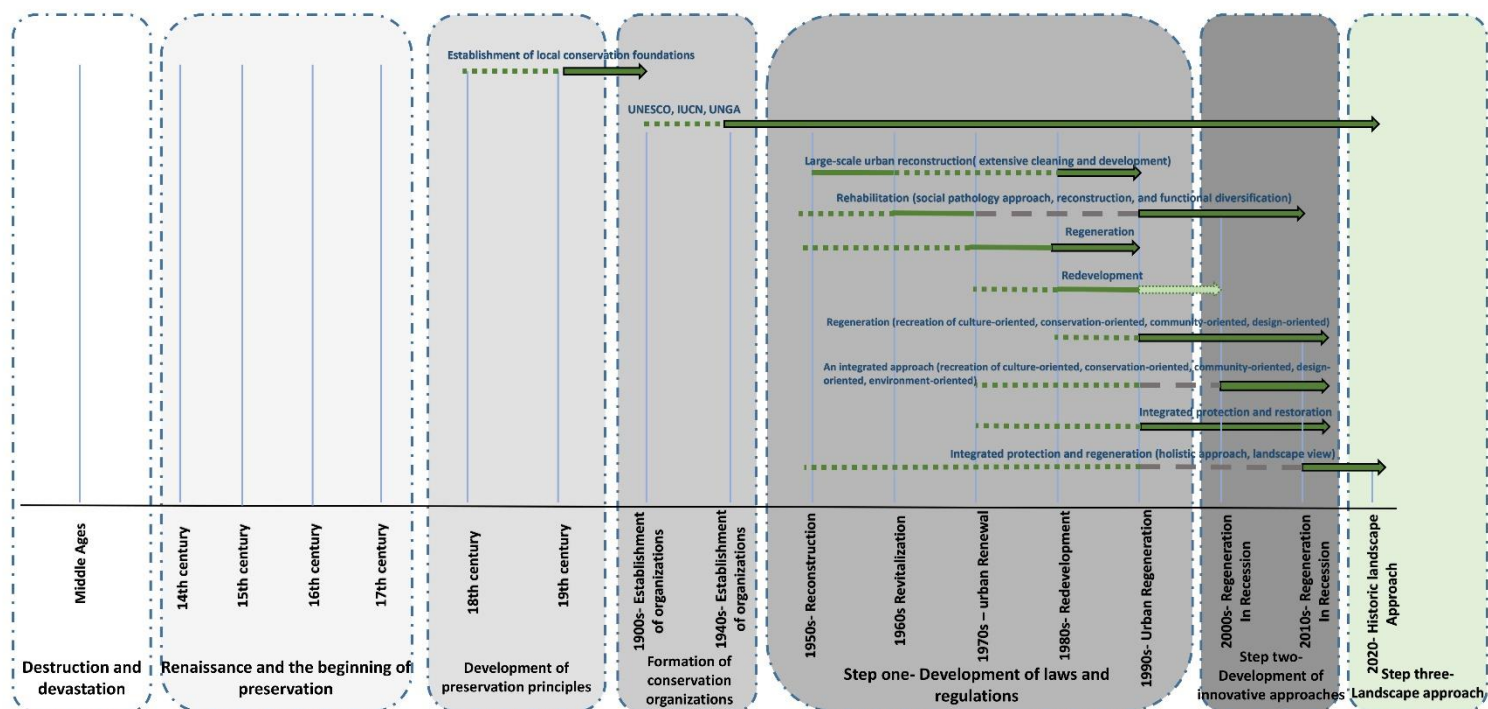 Establishment of local conservation foundations
UNESCO, IUCN, UNGA
Large-scale urban reconstruction( extensive cleaning and development)
Rehabilitation (social pathology approach, reconstruction, and functional diversification)
Regeneration
Redevelopment
Regeneration (recreation of culture-oriented, conservation-oriented, community-oriented, design-oriented)
An integrated approach (recreation of culture-oriented, conservation-oriented, community-oriented, design-
oriented, environment-oriented)
Integrated protection and restoration
Integrated protection and regeneration (holistic approach, landscape view)
Middle Ages
14th century
15th century
16th century
17th century
18th century
19th century
1900s- Establishment
of organizations
1940s- Establishment
of organizations
1950s- Reconstruction
1960s Revitalization
1970s – urban Renewal
1980s- Redevelopment
1990s- Urban Regeneration
2000s- Regeneration
In Recession
2010s- Regeneration
In Recession
2020- Historic landscape
Approach
Destruction and
devastation
Renaissance and the beginning of
preservation
Development of
preservation principles
Formation of
conservation
organizations
Step one- Development of laws and
regulations
Step two-
Development of
innovative approaches
Step three-
Landscape approach